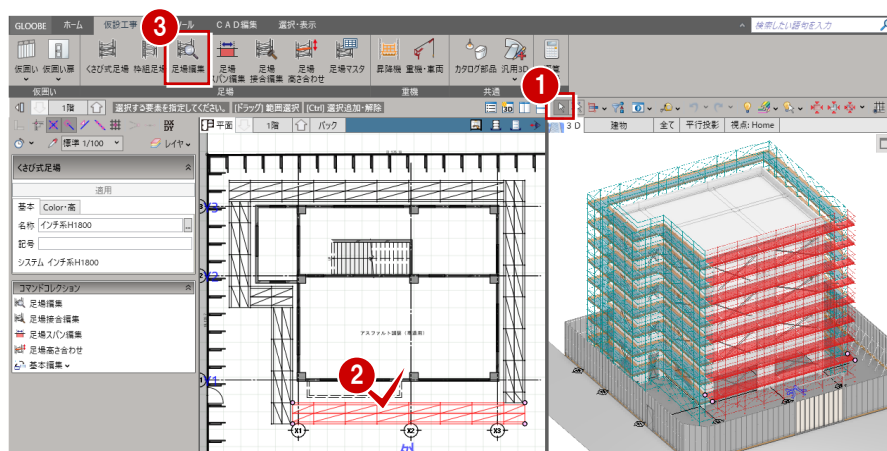 GLOOBE ホーム 仮設工事 ツール ＣＡＤ編集 選択・表示 検索したい語句を入力
3
仮囲い 仮囲い扉 くさび式足場 枠組足場 足場編集 足場スパン編集 足場接合編集 足場高さ合わせ 足場マスタ 昇降機 重機・車両 カタログ部品 汎用3D
仮囲い 足場 重機 共通
1
1階 選択する要素を指定してください。 [ドラッグ] 範囲選択 [Ctrl] 選択追加・解除
標準 1/100 レイヤ
平面 1階 バック
3D 建物 全て 平行投影 視点: Home
くさび式足場
適用
基本 Color・高
名称 インチ系H1800 ...
記号
システム インチ系H1800
コマンドコレクション
足場編集
足場接合編集
足場スパン編集
足場高さ合わせ
基本編集
アスファルト舗装（車道用）
2
X1 X2 X3